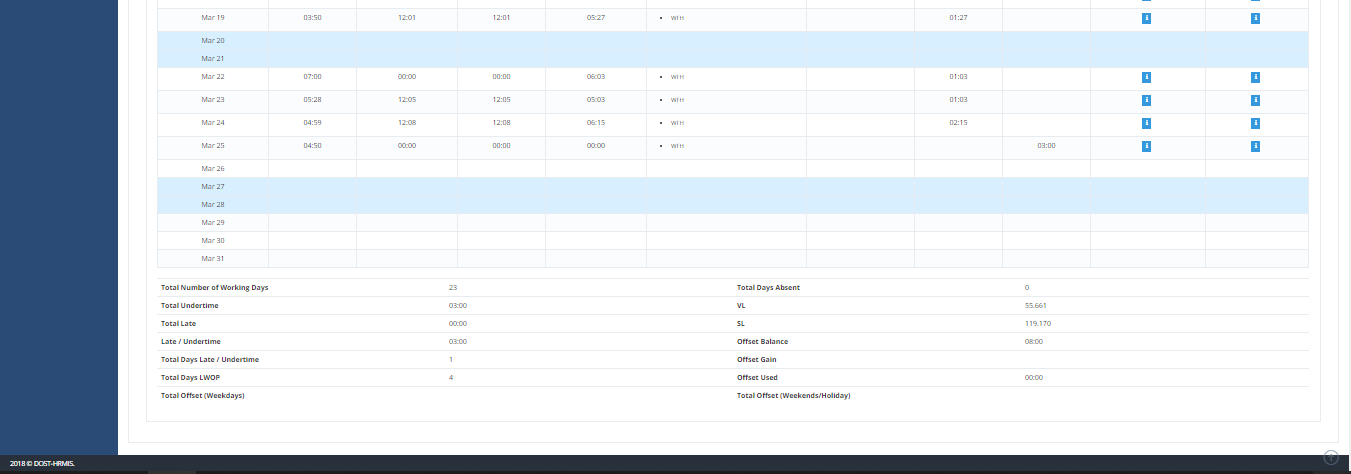 Mar 19 03:50 12:01 12:01 05:27 • WFH 01:27
Mar 20
Mar 21
Mar 22 07:00 00:00 00:00 06:03 • WFH 01:03
Mar 23 05:28 12:05 12:05 05:03 • WFH 01:03
Mar 24 04:59 12:08 12:08 06:15 • WFH 02:15
Mar 25 04:50 00:00 00:00 00:00 • WFH 03:00
Mar 26
Mar 27
Mar 28
Mar 29
Mar 30
Mar 31
Total Number of Working Days 23 Total Days Absent 0
Total Undertime 03:00 VL 55.661
Total Late 00:00 SL 119.170
Late / Undertime 03:00 Offset Balance 08:00
Total Days Late / Undertime 1 Offset Gain
Total Days LWOP 4 Offset Used 00:00
Total Offset (Weekdays) Total Offset (Weekends/Holiday)
2018 © DOST-HRMIS.